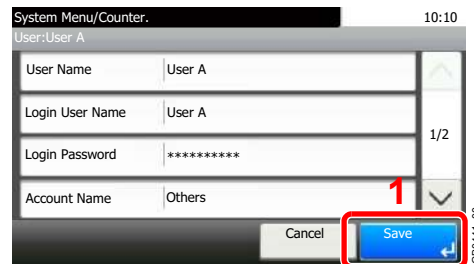 System Menu/Counter. 10:10
User:User A
User Name User A
Login User Name User A
1/2
Login Password **********
Account Name Others
1
Cancel Save